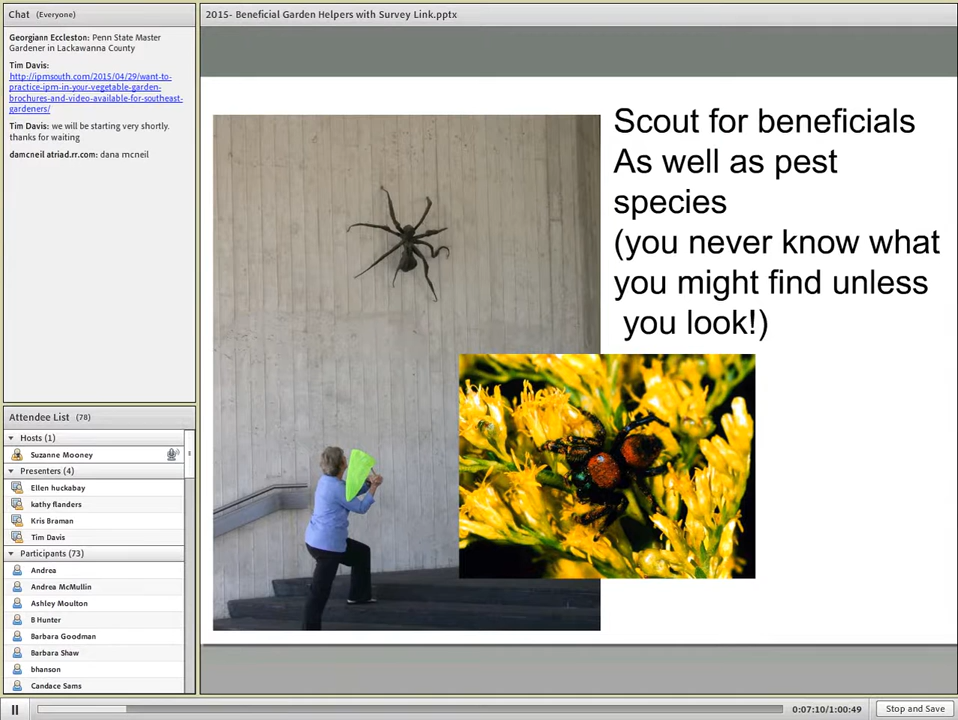 Chat (Everyone)
Georgiann Eccleston: Penn State Master
Gardener in Lackawanna County
Tim Davis:
http://ipmsouth.com/2015/04/29/want-to-
practice-ipm-in-your-vegetable-garden-
brochures-and-video-available-for-southeast-
gardeners/
Tim Davis: we will be starting very shortly.
thanks for waiting
damcneil atriad.rr.com: dana mcneil
Attendee List (78)
Hosts (1)
Suzanne Mooney
Presenters (4)
Ellen huckabay
kathy flanders
Kris Braman
Tim Davis
Participants (73)
Andrea
Andrea McMullin
Ashley Moulton
B Hunter
Barbara Goodman
Barbara Shaw
bhanson
Candace Sams
2015- Beneficial Garden Helpers with Survey Link.pptx
Scout for beneficials
As well as pest
species
(you never know what
you might find unless
you look!)
0:07:10/1:00:49
Stop and Save